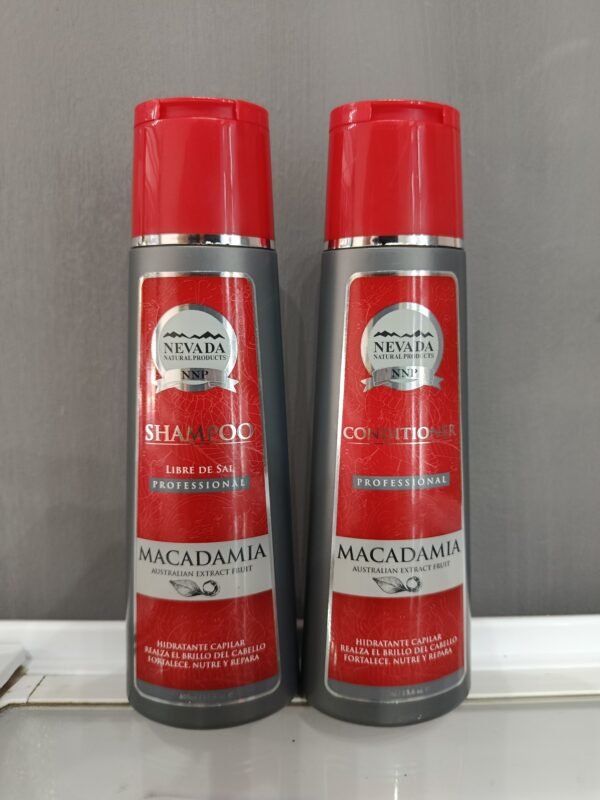 NEVADA
NATURAL PRODUCTS
NNP
SHAMPOO
LIBRE DE SAL
PROFESSIONAL
MACADAMIA
AUSTRALIAN EXTRACT FRUIT
HIDRATANTE CAPILAR
REALZA EL BRILLO DEL CABELLO
FORTALECE, NUTRE Y REPARA
NEVADA
NATURAL PRODUCTS
NNP
CONDITIONER
PROFESSIONAL
MACADAMIA
AUSTRALIAN EXTRACT FRUIT
HIDRATANTE CAPILAR
REALZA EL BRILLO DEL CABELLO
FORTALECE, NUTRE Y REPARA